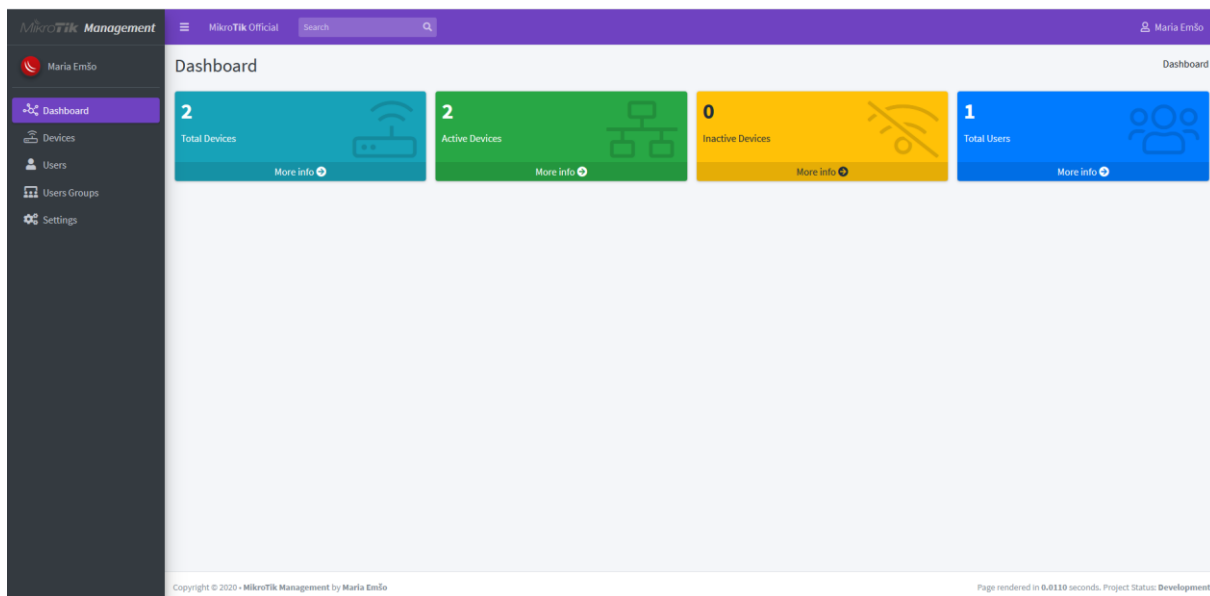 MikroTik Management
MikroTik Official
Search
Maria Emšo
Maria Emšo
Dashboard
Devices
Users
Users Groups
Settings
Dashboard
Dashboard
2
Total Devices
More info
2
Active Devices
More info
0
Inactive Devices
More info
1
Total Users
More info
Copyright © 2020 - MikroTik Management by Maria Emšo
Page rendered in 0.0110 seconds. Project Status: Development